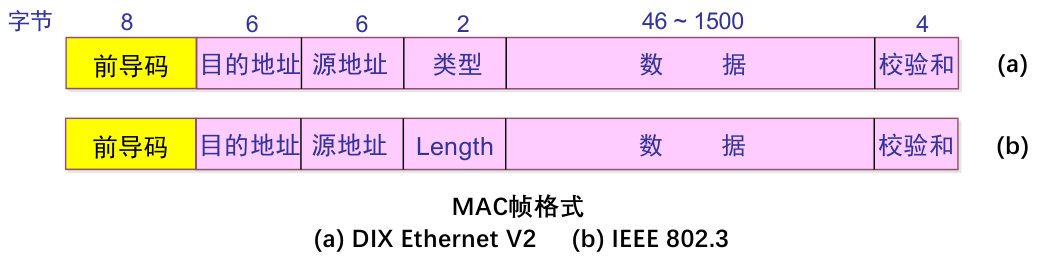 字节 8 6 6 2 46 ~ 1500 4
前导码 目的地址 源地址 类型 数 据 校验和 (a)
前导码 目的地址 源地址 Length 数 据 校验和 (b)
MAC帧格式
(a) DIX Ethernet V2 (b) IEEE 802.3